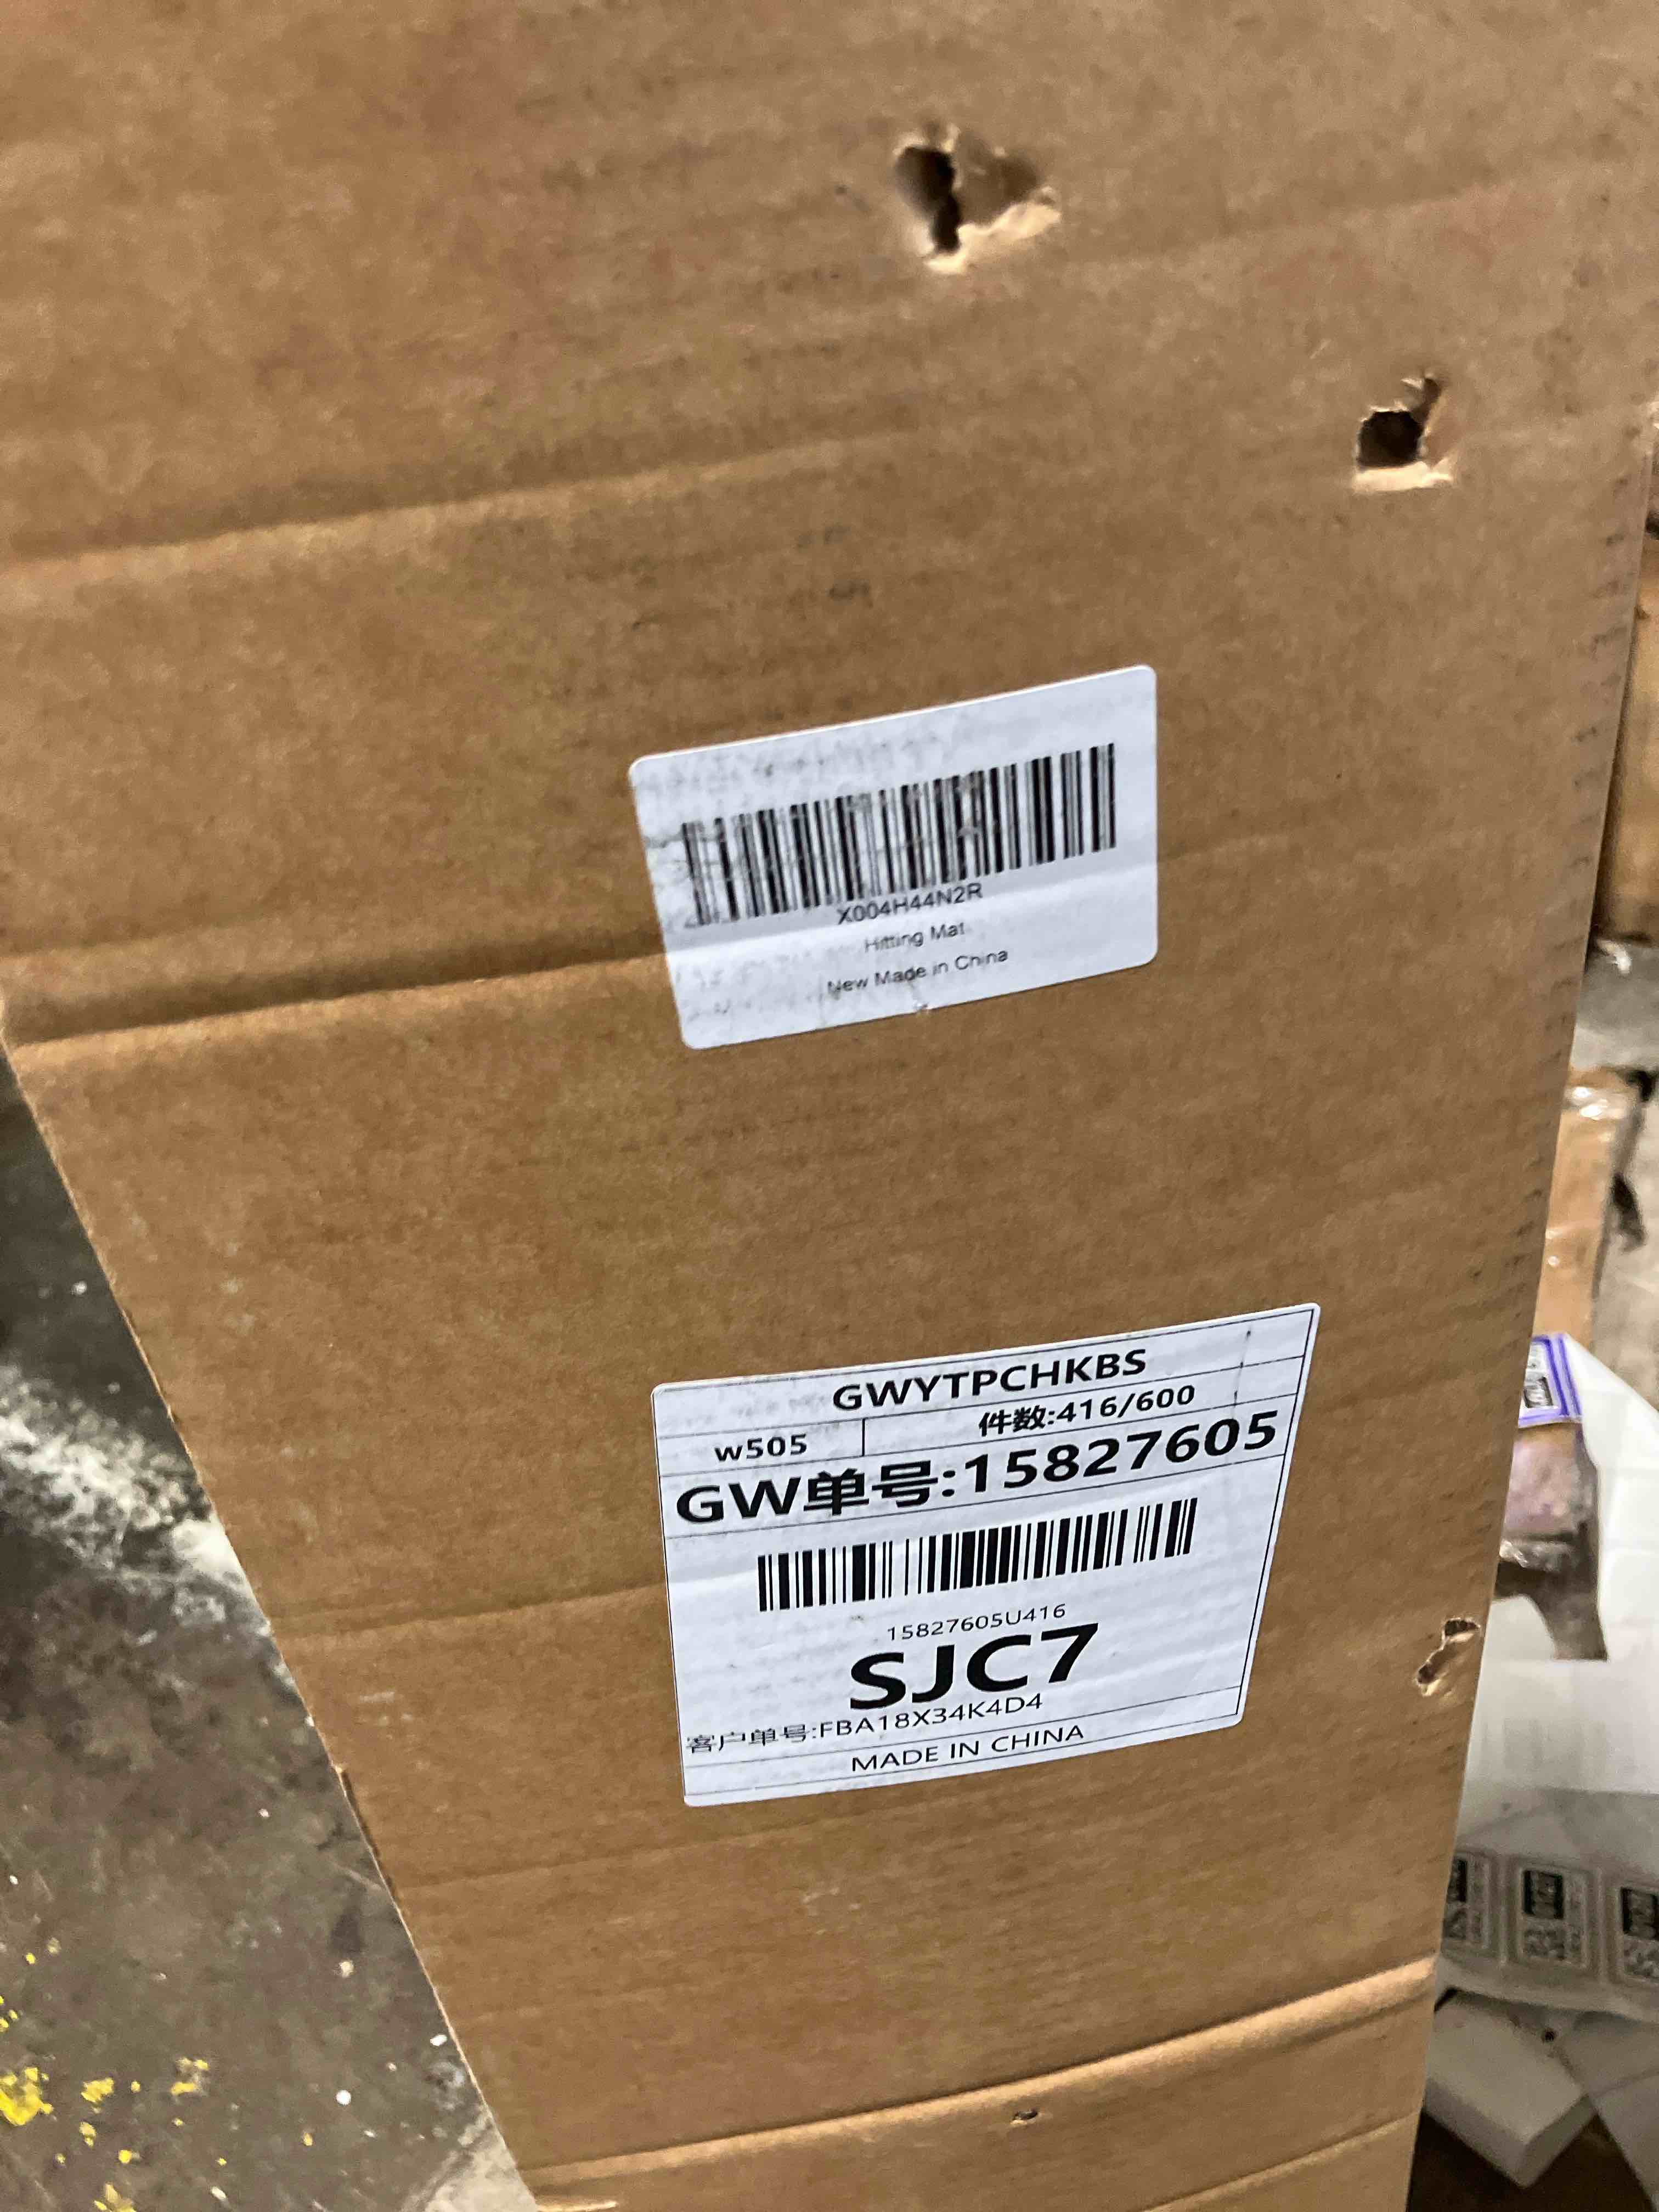 X004H44N2R
Hitting Mat
New Made in China
GWYTPCHKBS
w505 件数:416/600
GW单号:15827605
15827605U416
SJC7
客户单号:FBA18X34K4D4
MADE IN CHINA